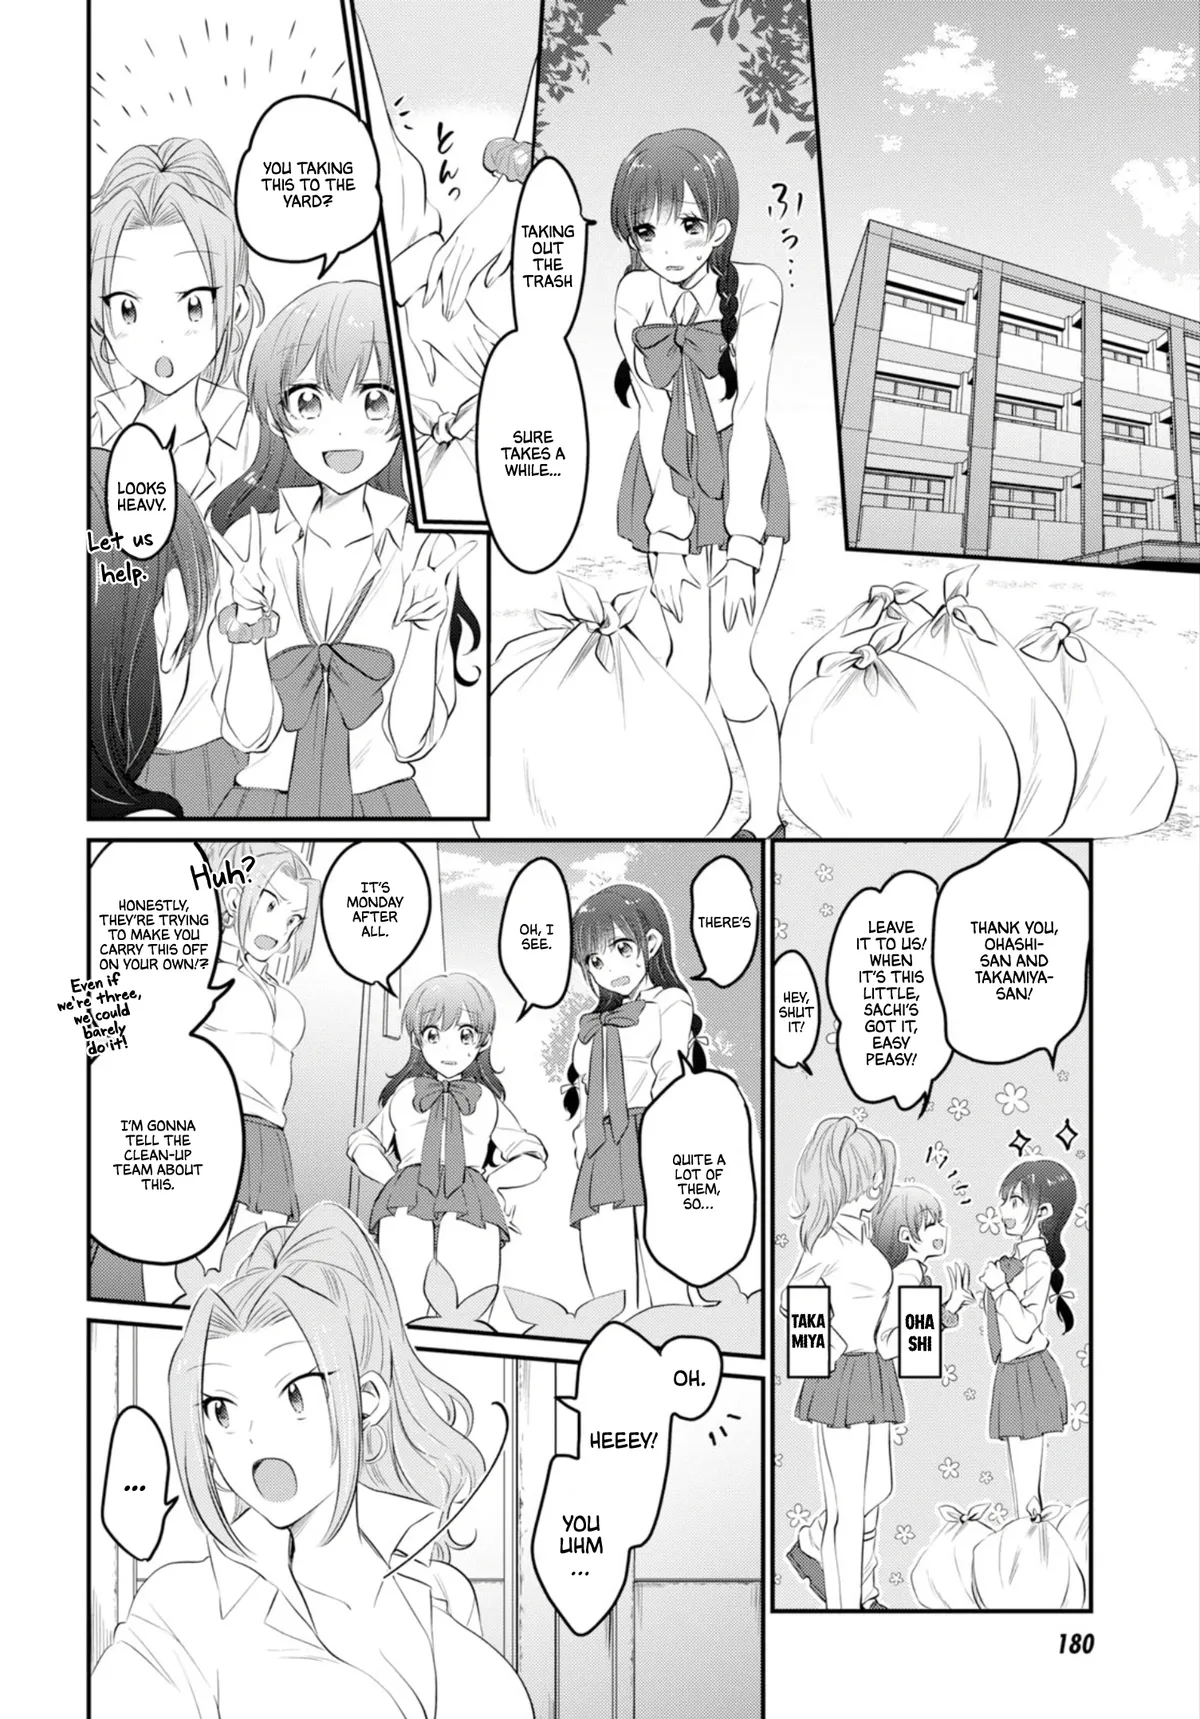 ふぅ…
TAKING
OUT
THE
TRASH
SURE
TAKES A
WHILE...
とんっ
YOU TAKING
THIS TO THE
YARD?
LOOKS
HEAVY.
Let us
help.
THANK YOU,
OHASHI-
SAN AND
TAKAMIYA-
SAN!
LEAVE
IT TO US!
WHEN
IT'S THIS
LITTLE,
SACHI'S
GOT IT,
EASY
PEASY!
HEY,
SHUT
IT!
OHA
SHI
TAKA
MIYA
THERE'S
QUITE A
LOT OF
THEM,
SO...
OH, I
SEE.
IT'S
MONDAY
AFTER
ALL.
Huh?
HONESTLY,
THEY'RE TRYING
TO MAKE YOU
CARRY THIS OFF
ON YOUR OWN!?
Even if
we're three,
we could
barely
do it!
I'M GONNA
TELL THE
CLEAN-UP
TEAM ABOUT
THIS.
OH.
HEEEY!
YOU
UHM
...
...
180